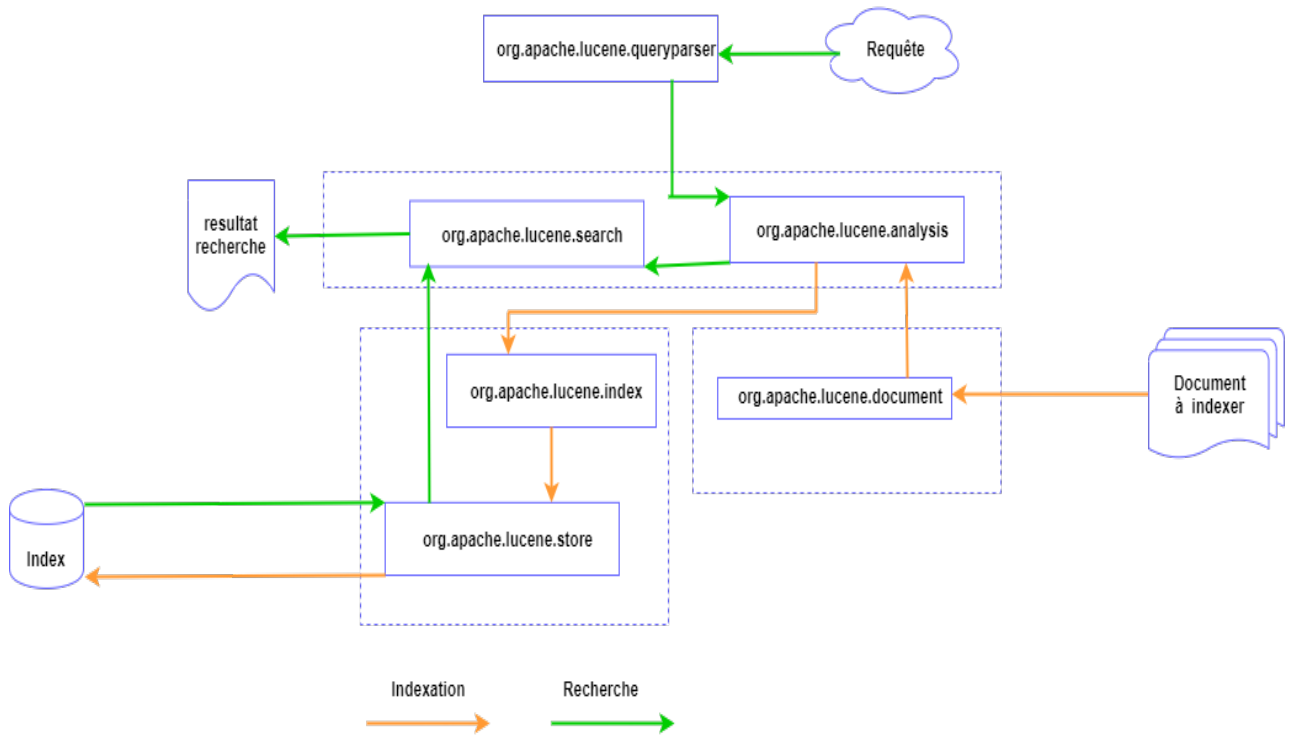 org.apache.lucene.queryparser
Requête
resultat
recherche
org.apache.lucene.search
org.apache.lucene.analysis
org.apache.lucene.index
org.apache.lucene.document
Document
à indexer
Index
org.apache.lucene.store
Indexation
Recherche